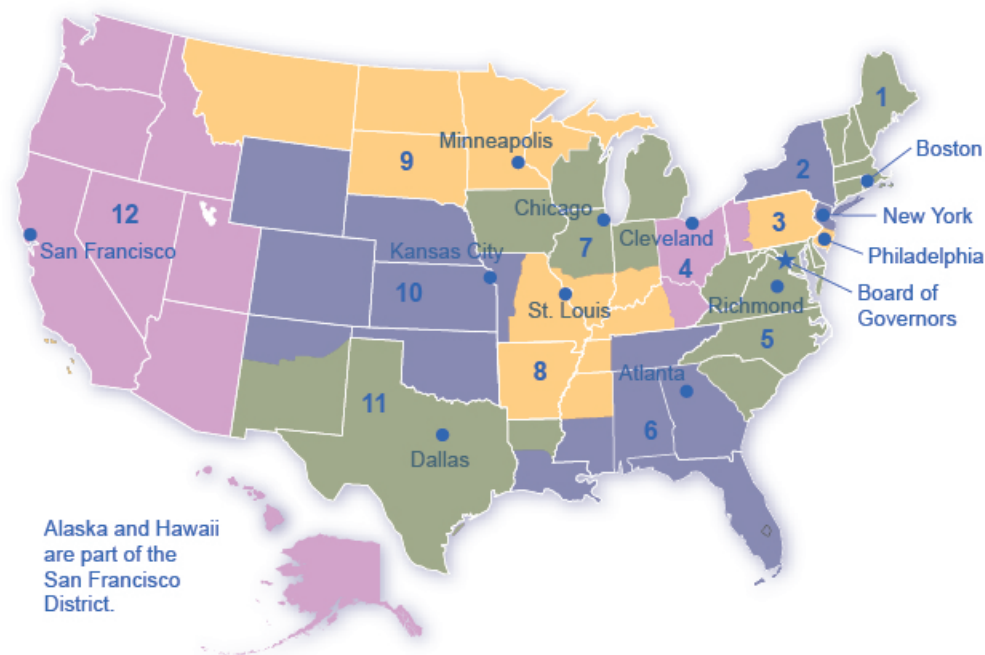 1
Boston
Minneapolis
2
9
Chicago
12
3
New York
Cleveland
San Francisco
Kansas City
7
Philadelphia
4
10
Board of
Governors
St. Louis
Richmond
5
8
Atlanta
11
6
Dallas
Alaska and Hawaii
are part of the
San Francisco
District.